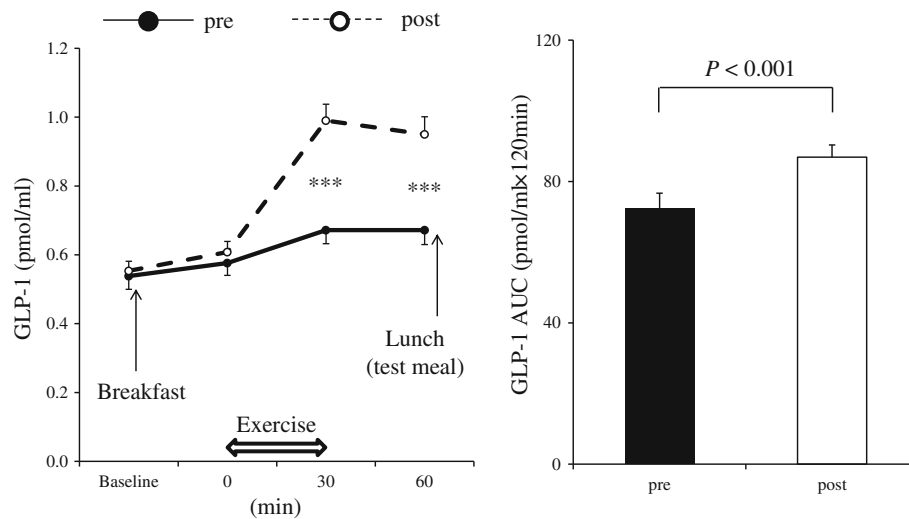 pre post
GLP-1 (pmol/ml)
1.2
1.0
0.8
0.6
0.4
0.2
0.0
*** ***
Breakfast
Lunch
(test meal)
Exercise
Baseline 0 30 60
(min)
GLP-1 AUC (pmol/ml×120min)
120
80
40
0
P < 0.001
pre post